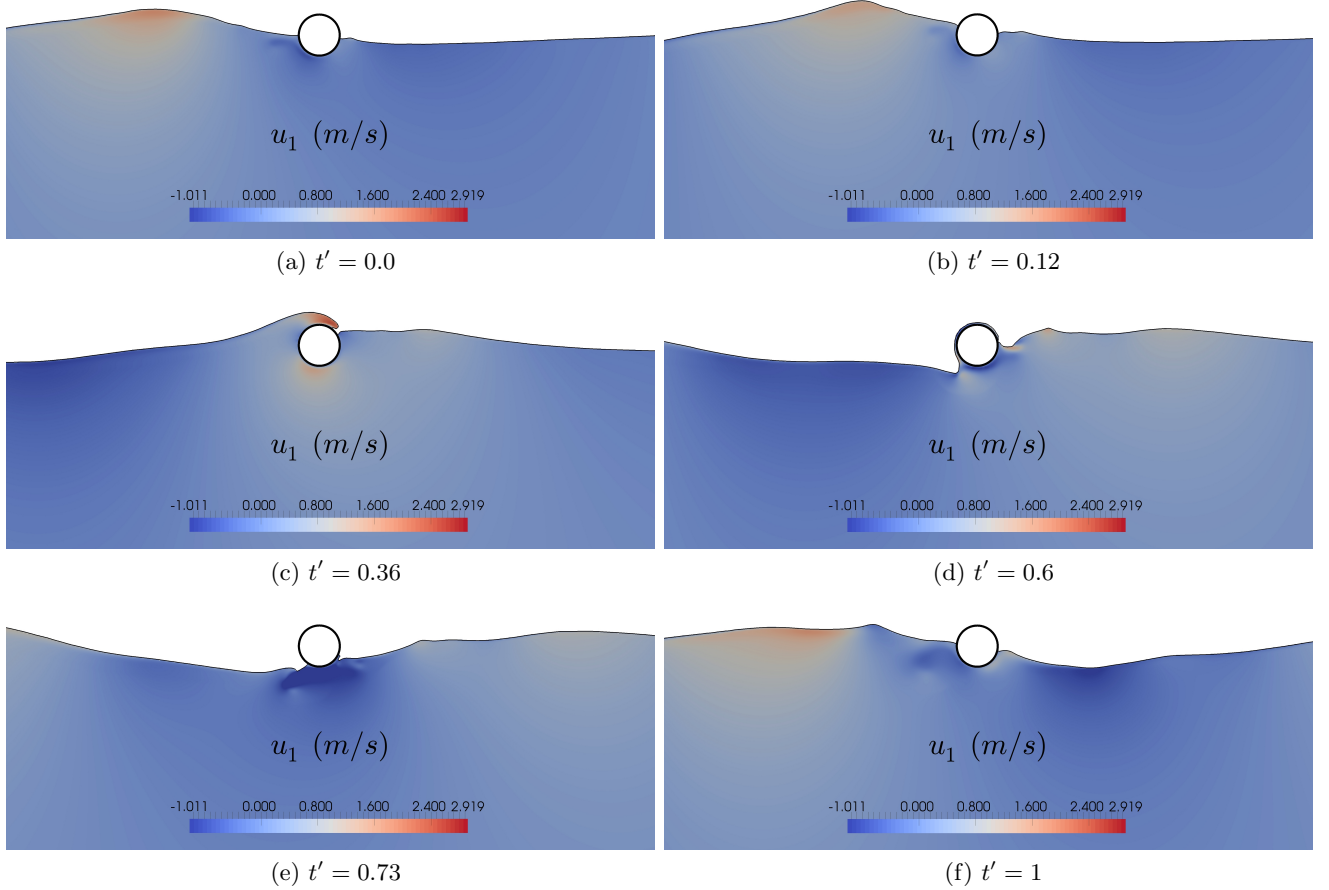 u₁ (m/s)
-1.011 0.000 0.800 1.600 2.400 2.919
(a) t′ = 0.0
u₁ (m/s)
-1.011 0.000 0.800 1.600 2.400 2.919
(b) t′ = 0.12
u₁ (m/s)
-1.011 0.000 0.800 1.600 2.400 2.919
(c) t′ = 0.36
u₁ (m/s)
-1.011 0.000 0.800 1.600 2.400 2.919
(d) t′ = 0.6
u₁ (m/s)
-1.011 0.000 0.800 1.600 2.400 2.919
(e) t′ = 0.73
u₁ (m/s)
-1.011 0.000 0.800 1.600 2.400 2.919
(f) t′ = 1